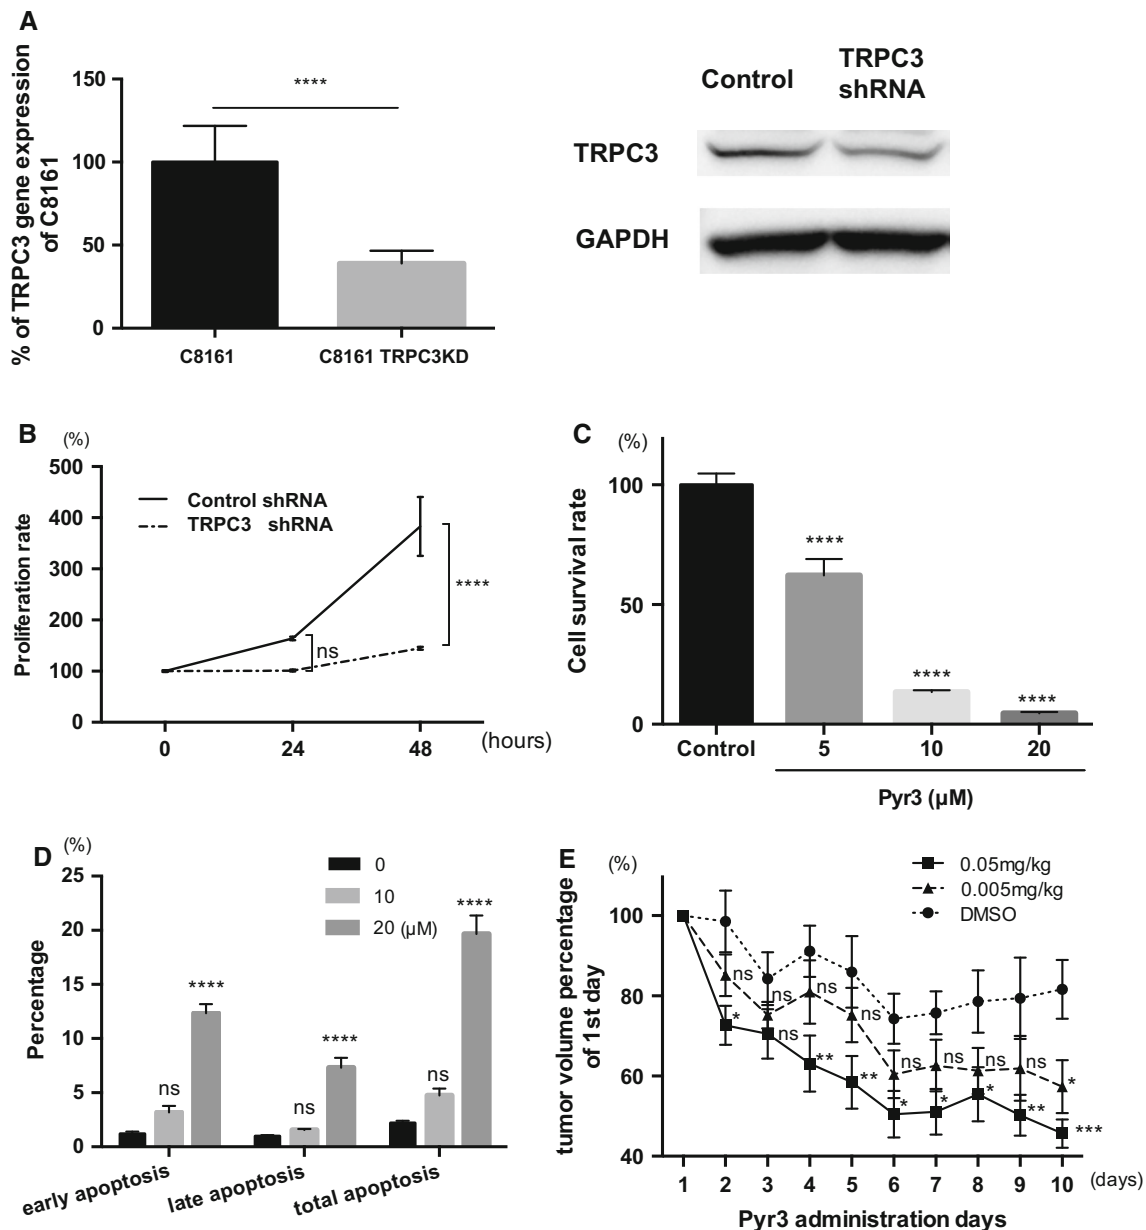 A
% of TRPC3 gene expression
of C8161
150
100
50
0
****
C8161
C8161 TRPC3KD
Control
TRPC3
shRNA
TRPC3
GAPDH
B
(%)
Proliferation rate
500
400
300
200
100
0
Control shRNA
TRPC3 shRNA
ns
****
0
24
48
(hours)
C
(%)
Cell survival rate
100
50
0
****
****
****
Control
5
10
20
Pyr3 (µM)
D
(%)
Percentage
25
20
15
10
5
0
0
10
20 (µM)
ns
****
ns
****
ns
****
early apoptosis
late apoptosis
total apoptosis
E
(%)
tumor volume percentage
of 1st day
100
80
60
40
0.05mg/kg
0.005mg/kg
DMSO
ns
ns
ns
ns
ns
ns
ns
ns
*
*
ns
**
**
*
*
*
**
***
1
2
3
4
5
6
7
8
9
10
(days)
Pyr3 administration days